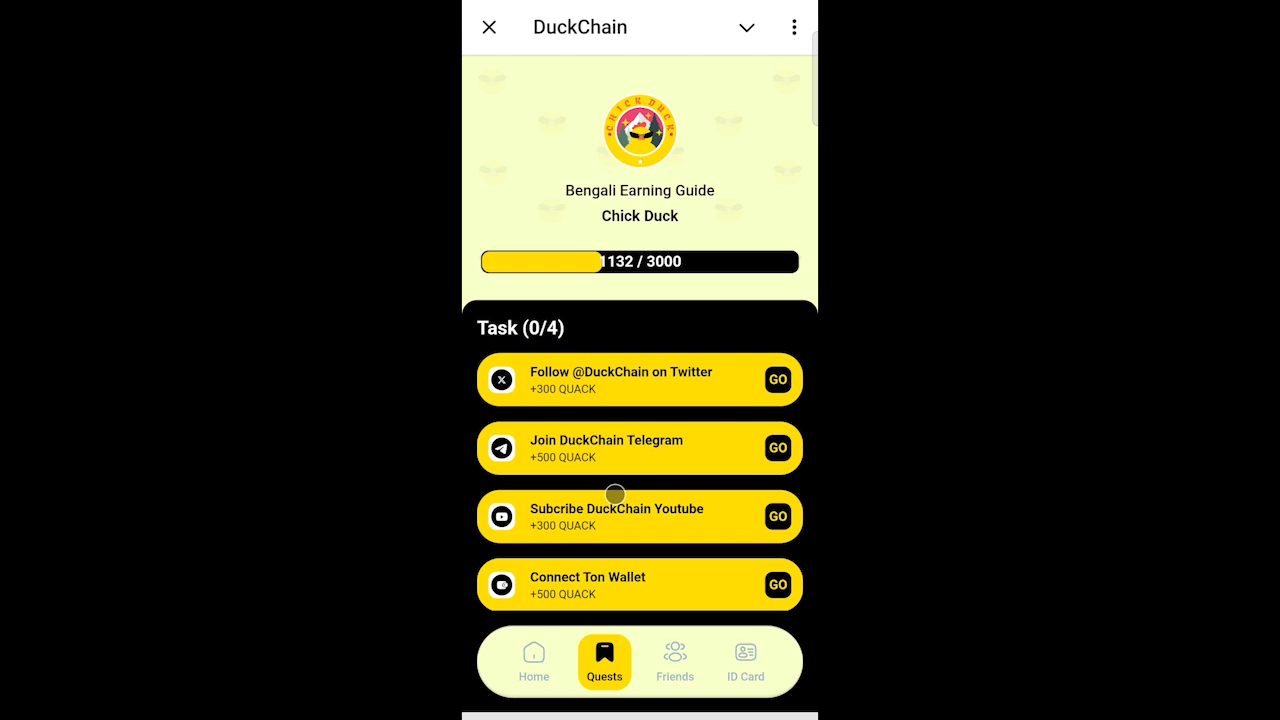 DuckChain
CHICK DUCK
Bengali Earning Guide
Chick Duck
1132 / 3000
Task (0/4)
Follow @DuckChain on Twitter
+300 QUACK
GO
Join DuckChain Telegram
+500 QUACK
GO
Subcribe DuckChain Youtube
+300 QUACK
GO
Connect Ton Wallet
+500 QUACK
GO
Home
Quests
Friends
ID Card